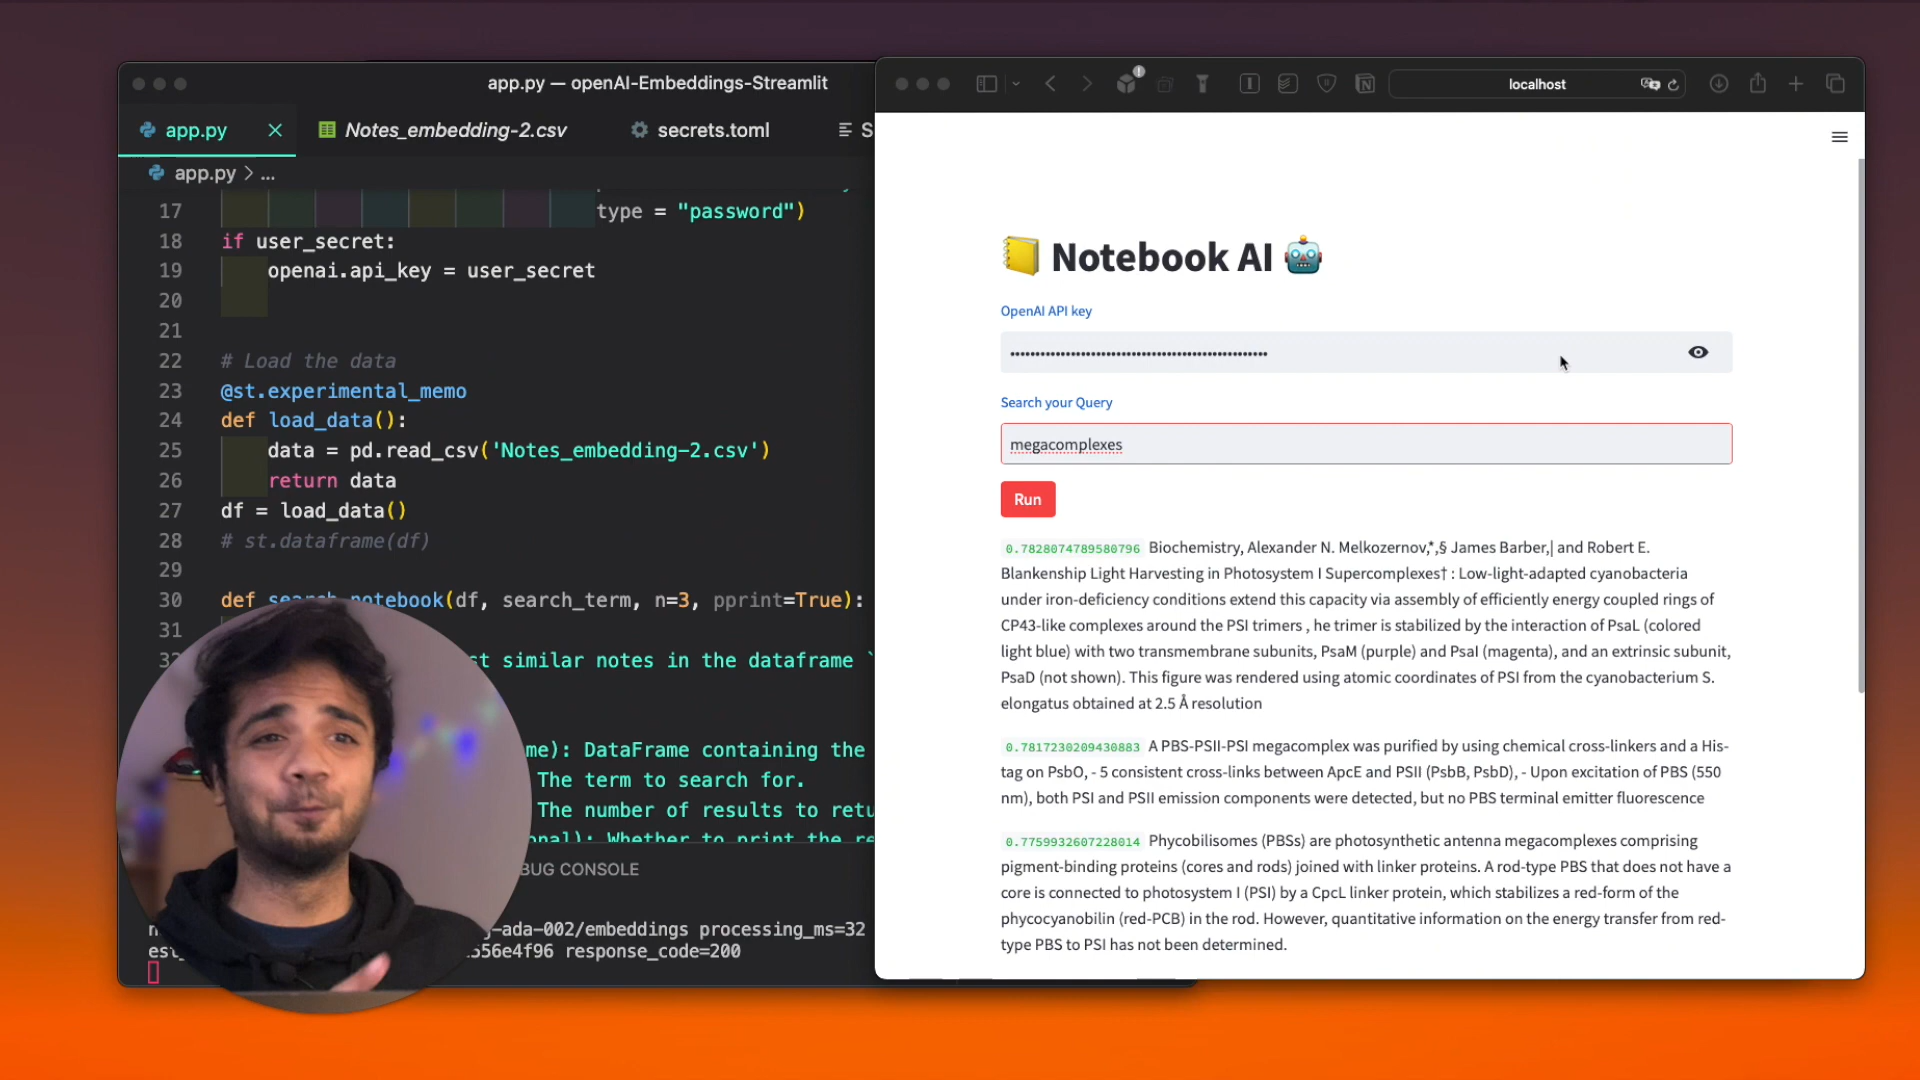 app.py — openAI-Embeddings-Streamlit
app.py
Notes_embedding-2.csv
secrets.toml
S
app.py > ...
17 type = "password")
18 if user_secret:
19 openai.api_key = user_secret
20
21
22 # Load the data
23 @st.experimental_memo
24 def load_data():
25 data = pd.read_csv('Notes_embedding-2.csv')
26 return data
27 df = load_data()
28 # st.dataframe(df)
29
30 def search_notebook(df, search_term, n=3, pprint=True):
31
st similar notes in the dataframe `
me): DataFrame containing the
The term to search for.
The number of results to retu
onal): Whether to print the re
BUG CONSOLE
-ada-002/embeddings processing_ms=32
556e4f96 response_code=200
localhost
Notebook AI
OpenAI API key
Search your Query
megacomplexes
Run
0.7828074789580796 Biochemistry, Alexander N. Melkozernov,*,§ James Barber,| and Robert E.
Blankenship Light Harvesting in Photosystem I Supercomplexes† : Low-light-adapted cyanobacteria
under iron-deficiency conditions extend this capacity via assembly of efficiently energy coupled rings of
CP43-like complexes around the PSI trimers , he trimer is stabilized by the interaction of PsaL (colored
light blue) with two transmembrane subunits, PsaM (purple) and PsaI (magenta), and an extrinsic subunit,
PsaD (not shown). This figure was rendered using atomic coordinates of PSI from the cyanobacterium S.
elongatus obtained at 2.5 Å resolution
0.7817230209430883 A PBS-PSII-PSI megacomplex was purified by using chemical cross-linkers and a His-
tag on PsbO, - 5 consistent cross-links between ApcE and PSII (PsbB, PsbD), - Upon excitation of PBS (550
nm), both PSI and PSII emission components were detected, but no PBS terminal emitter fluorescence
0.7759932607228014 Phycobilisomes (PBSs) are photosynthetic antenna megacomplexes comprising
pigment-binding proteins (cores and rods) joined with linker proteins. A rod-type PBS that does not have a
core is connected to photosystem I (PSI) by a CpcL linker protein, which stabilizes a red-form of the
phycocyanobilin (red-PCB) in the rod. However, quantitative information on the energy transfer from red-
type PBS to PSI has not been determined.